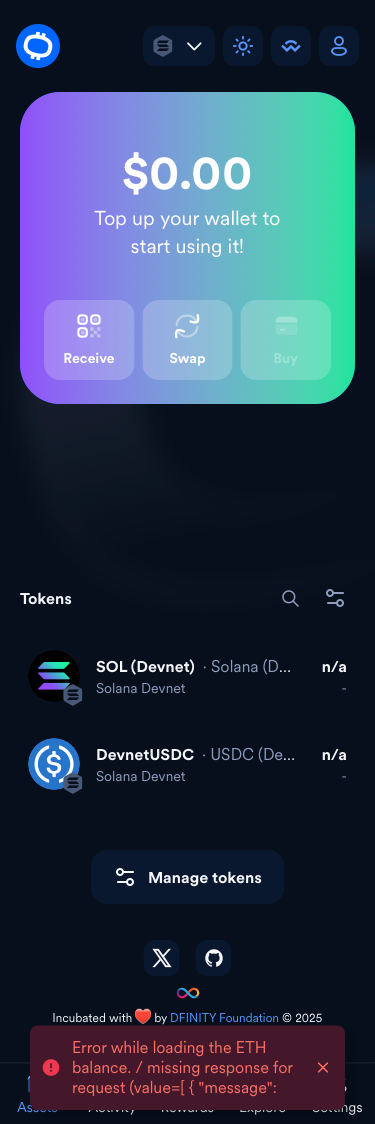 $0.00
Top up your wallet to
start using it!
Receive
Swap
Buy
Tokens
SOL (Devnet) · Solana (D... n/a
Solana Devnet -
DevnetUSDC · USDC (De... n/a
Solana Devnet -
Manage tokens
Incubated with ❤️ by DFINITY Foundation © 2025
Error while loading the ETH
balance. / missing response for
request (value=[ { "message":
Assets Activity Rewards Explore Settings